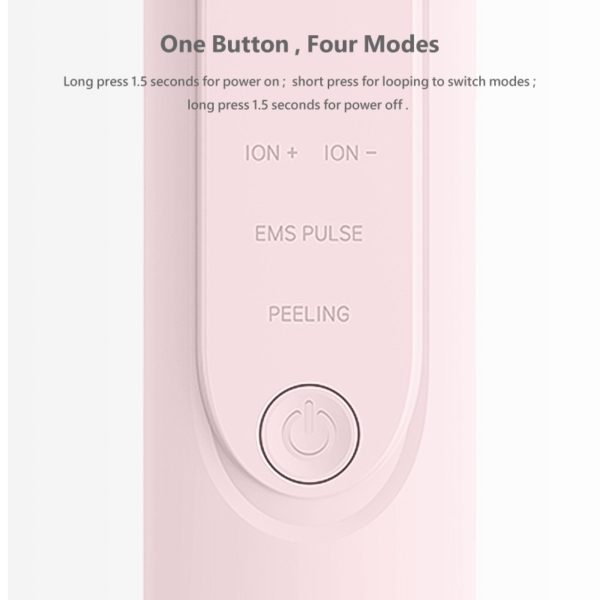 One Button , Four Modes
Long press 1.5 seconds for power on ; short press for looping to switch modes ;
long press 1.5 seconds for power off .
ION + ION −
EMS PULSE
PEELING